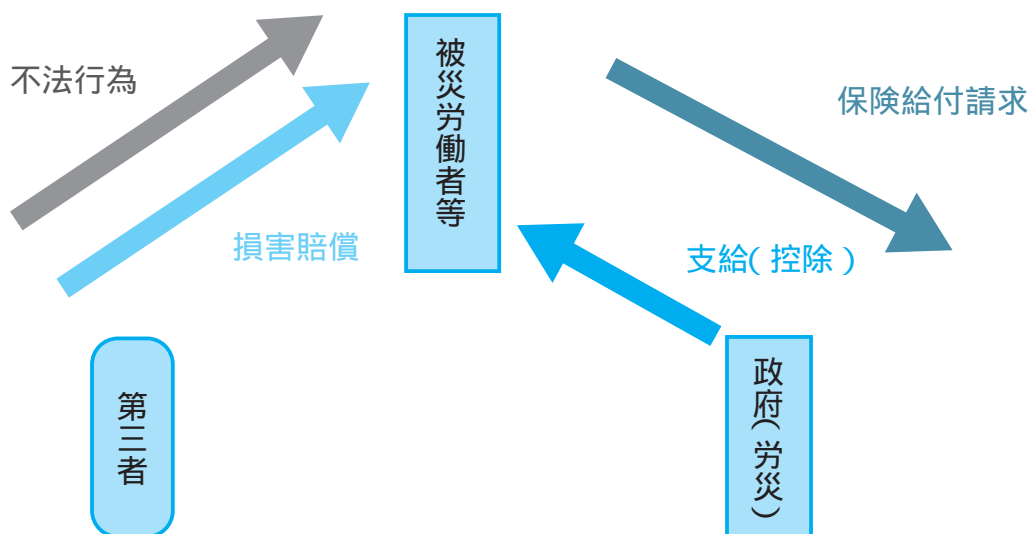 不法行為
被災労働者等
保険給付請求
損害賠償
支給(控除)
第三者
政府(労災)